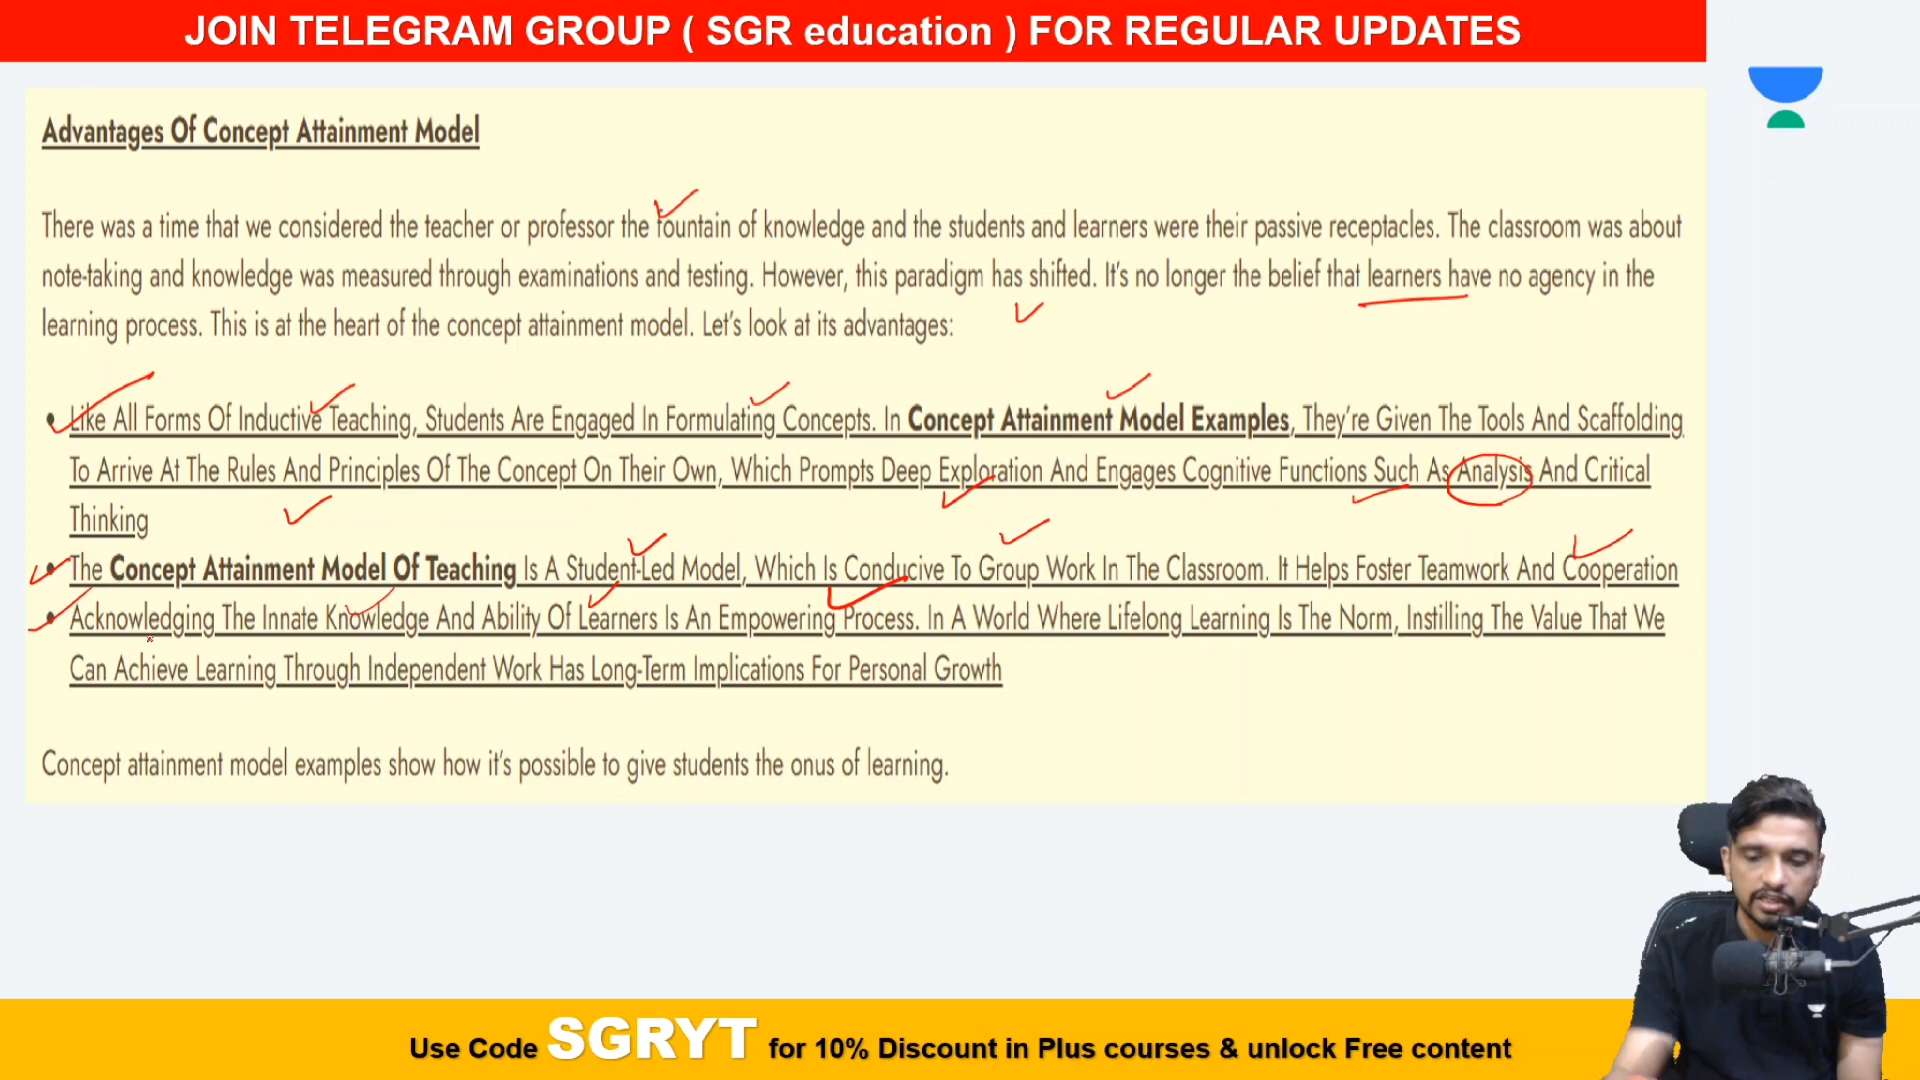 JOIN TELEGRAM GROUP ( SGR education ) FOR REGULAR UPDATES
Advantages Of Concept Attainment Model
There was a time that we considered the teacher or professor the fountain of knowledge and the students and learners were their passive receptacles. The classroom was about
note-taking and knowledge was measured through examinations and testing. However, this paradigm has shifted. It's no longer the belief that learners have no agency in the
learning process. This is at the heart of the concept attainment model. Let's look at its advantages:
• Like All Forms Of Inductive Teaching, Students Are Engaged In Formulating Concepts. In Concept Attainment Model Examples, They're Given The Tools And Scaffolding
To Arrive At The Rules And Principles Of The Concept On Their Own, Which Prompts Deep Exploration And Engages Cognitive Functions Such As Analysis And Critical
Thinking
• The Concept Attainment Model Of Teaching Is A Student-Led Model, Which Is Conducive To Group Work In The Classroom. It Helps Foster Teamwork And Cooperation
• Acknowledging The Innate Knowledge And Ability Of Learners Is An Empowering Process. In A World Where Lifelong Learning Is The Norm, Instilling The Value That We
Can Achieve Learning Through Independent Work Has Long-Term Implications For Personal Growth
Concept attainment model examples show how it's possible to give students the onus of learning.
Use Code SGRYT for 10% Discount in Plus courses & unlock Free content